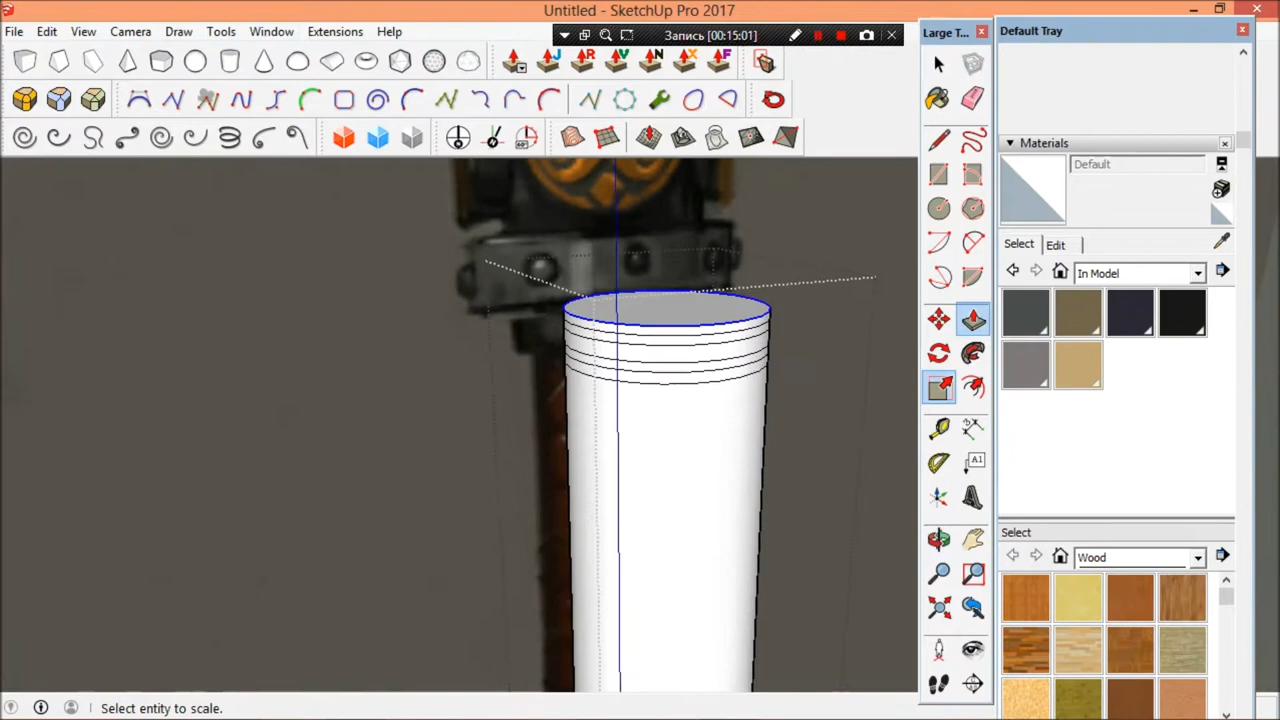 Untitled - SketchUp Pro 2017
File Edit View Camera Draw Tools Window Extensions Help
Запись [00:15:01]
Large T...
Default Tray
J R V N X F
Materials
Default
Select Edit
In Model
A1
Select
Wood
Select entity to scale.